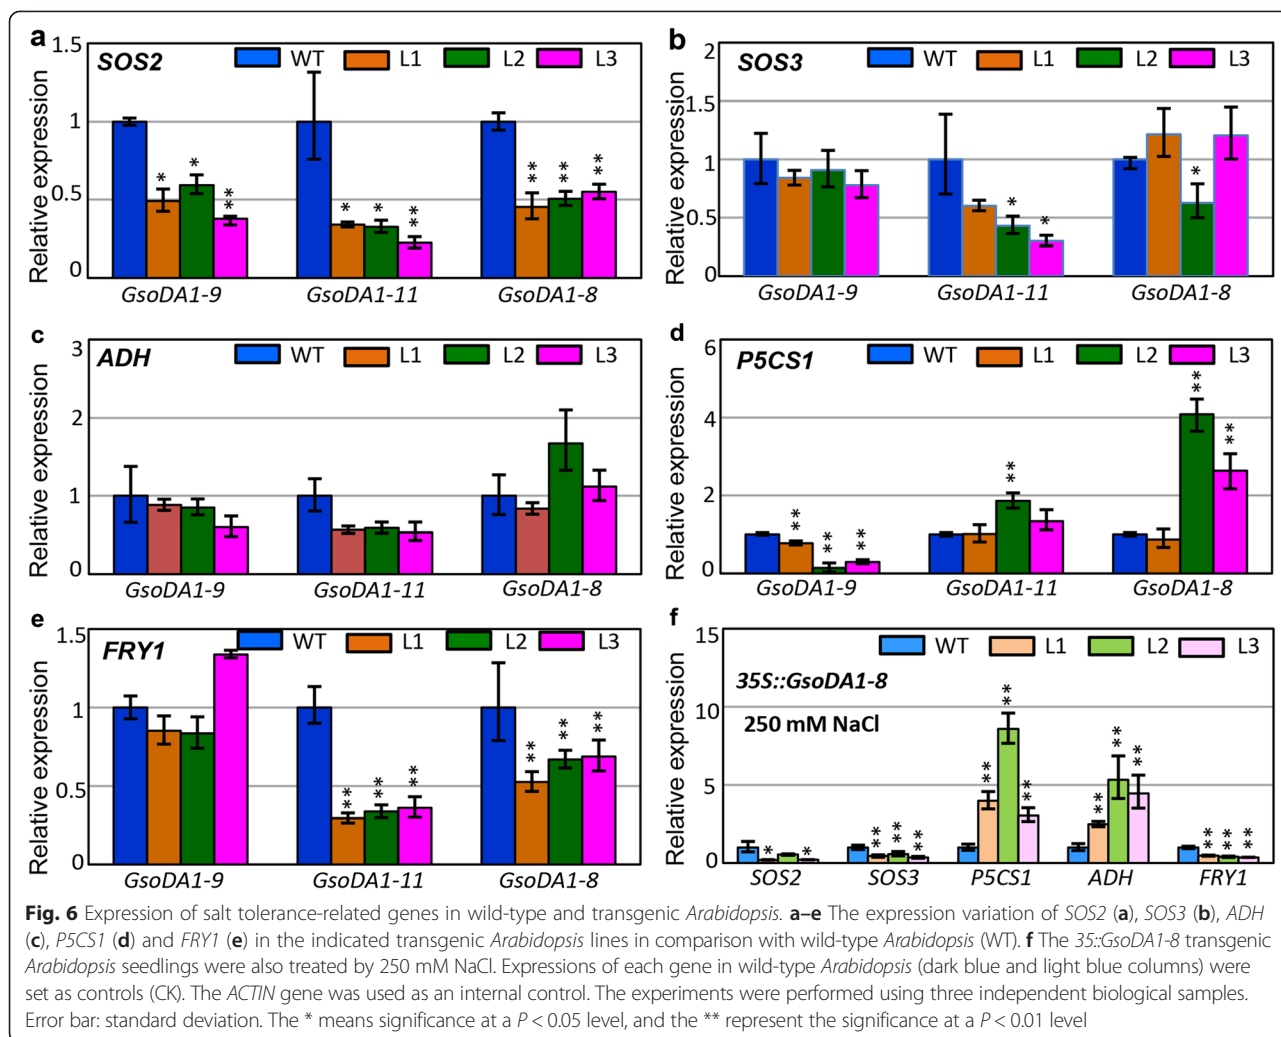 a
1.5
SOS2
WT
L1
L2
L3
1
0.5
0
Relative expression
* * ** * * ** ** ** **
GsoDA1-9 GsoDA1-11 GsoDA1-8
b
2
SOS3
WT
L1
L2
L3
1.5
1
0.5
0
Relative expression
* * *
GsoDA1-9 GsoDA1-11 GsoDA1-8
c
3
ADH
WT
L1
L2
L3
2
1
0
Relative expression
GsoDA1-9 GsoDA1-11 GsoDA1-8
d
6
P5CS1
WT
L1
L2
L3
4
2
0
Relative expression
** ** ** ** ** **
GsoDA1-9 GsoDA1-11 GsoDA1-8
e
1.5
FRY1
WT
L1
L2
L3
1
0.5
0
Relative expression
** ** ** ** ** **
GsoDA1-9 GsoDA1-11 GsoDA1-8
f
15
WT
L1
L2
L3
35S::GsoDA1-8
250 mM NaCl
10
5
0
Relative expression
* * ** ** ** ** ** ** ** ** ** ** ** **
SOS2 SOS3 P5CS1 ADH FRY1
Fig. 6 Expression of salt tolerance-related genes in wild-type and transgenic Arabidopsis. a–e The expression variation of SOS2 (a), SOS3 (b), ADH
(c), P5CS1 (d) and FRY1 (e) in the indicated transgenic Arabidopsis lines in comparison with wild-type Arabidopsis (WT). f The 35::GsoDA1-8 transgenic
Arabidopsis seedlings were also treated by 250 mM NaCl. Expressions of each gene in wild-type Arabidopsis (dark blue and light blue columns) were
set as controls (CK). The ACTIN gene was used as an internal control. The experiments were performed using three independent biological samples.
Error bar: standard deviation. The * means significance at a P < 0.05 level, and the ** represent the significance at a P < 0.01 level